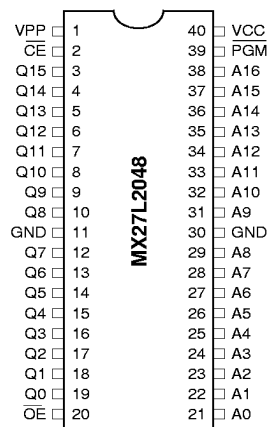 VPP 1 40 VCC
CE 2 39 PGM
Q15 3 38 A16
Q14 4 37 A15
Q13 5 36 A14
Q12 6 35 A13
Q11 7 34 A12
Q10 8 33 A11
Q9 9 32 A10
Q8 10 31 A9
GND 11 30 GND
Q7 12 29 A8
Q6 13 28 A7
Q5 14 27 A6
Q4 15 26 A5
Q3 16 25 A4
Q2 17 24 A3
Q1 18 23 A2
Q0 19 22 A1
OE 20 21 A0
MX27L2048